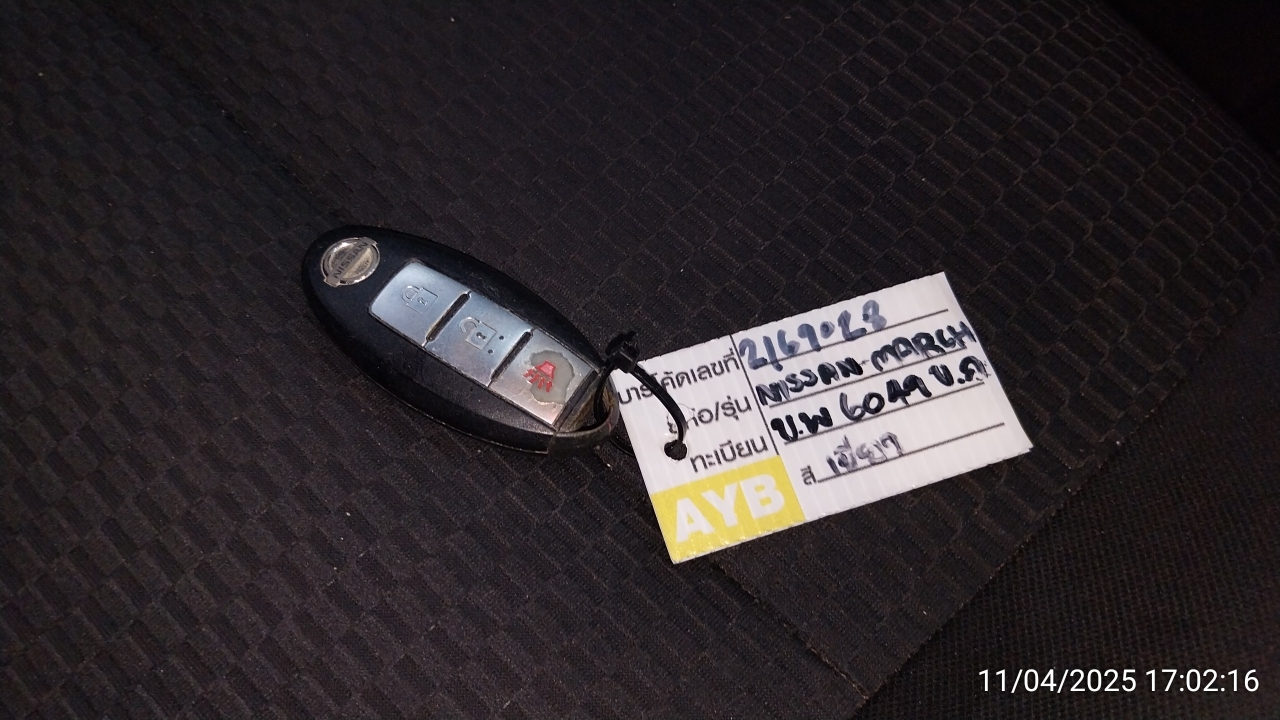 NISSAN
บาร์โค้ดเลขที่ 2169028
ยี่ห้อ/รุ่น NISSAN MARCH
ทะเบียน บ.พ 6049 ข.ก
สี เขียว
AYB
11/04/2025 17:02:16